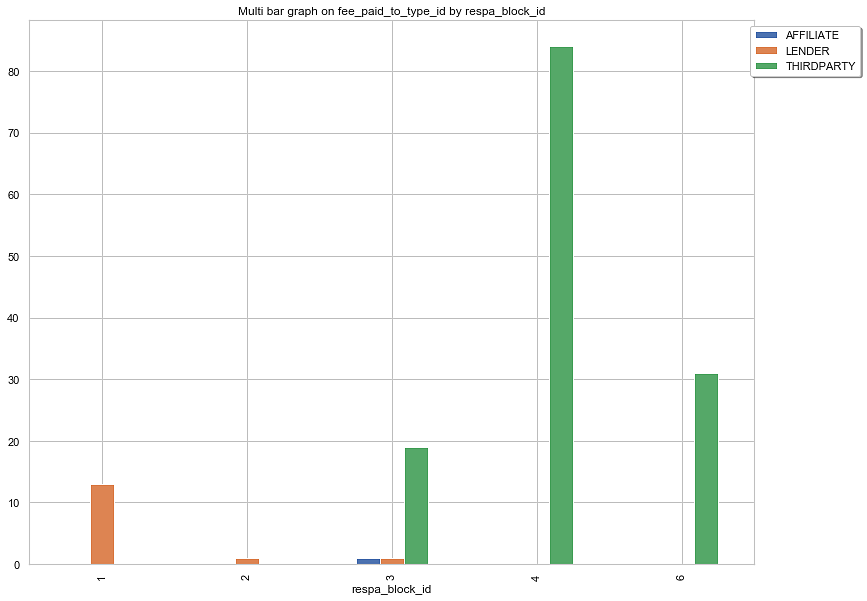 Multi bar graph on fee_paid_to_type_id by respa_block_id
AFFILIATE
LENDER
THIRDPARTY
80
70
60
50
40
30
20
10
0
1
2
3
4
6
respa_block_id